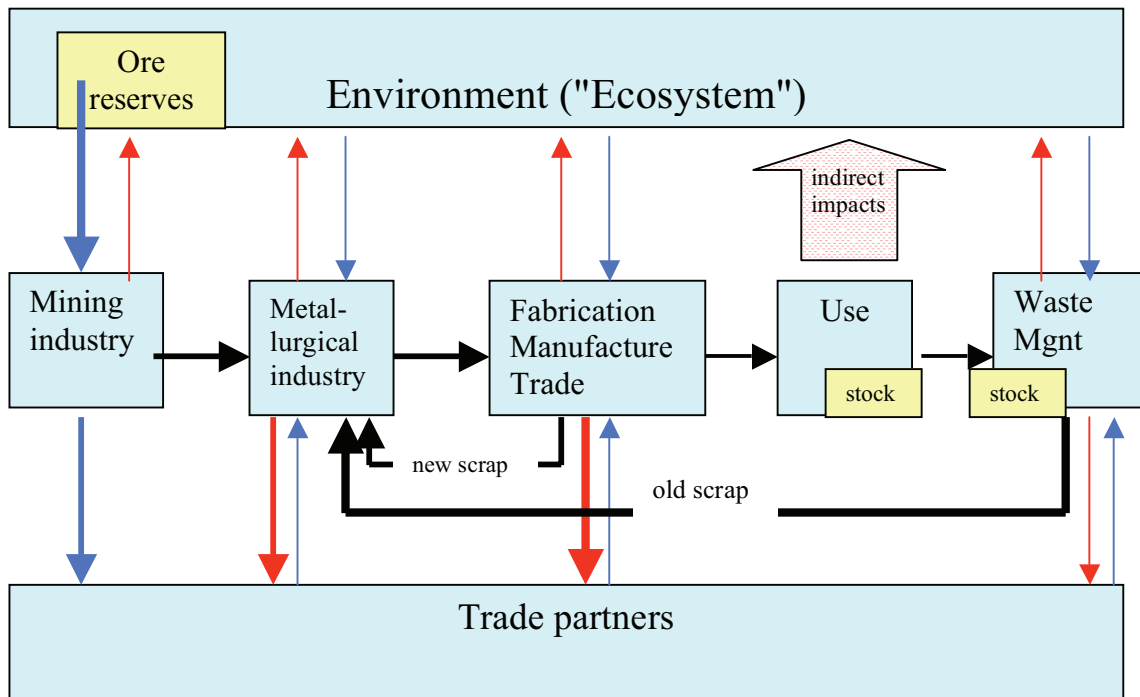 Ore
reserves
Environment ("Ecosystem")
indirect
impacts
Mining
industry
Metal-
lurgical
industry
Fabrication
Manufacture
Trade
Use
stock
Waste
Mgnt
stock
new scrap
old scrap
Trade partners